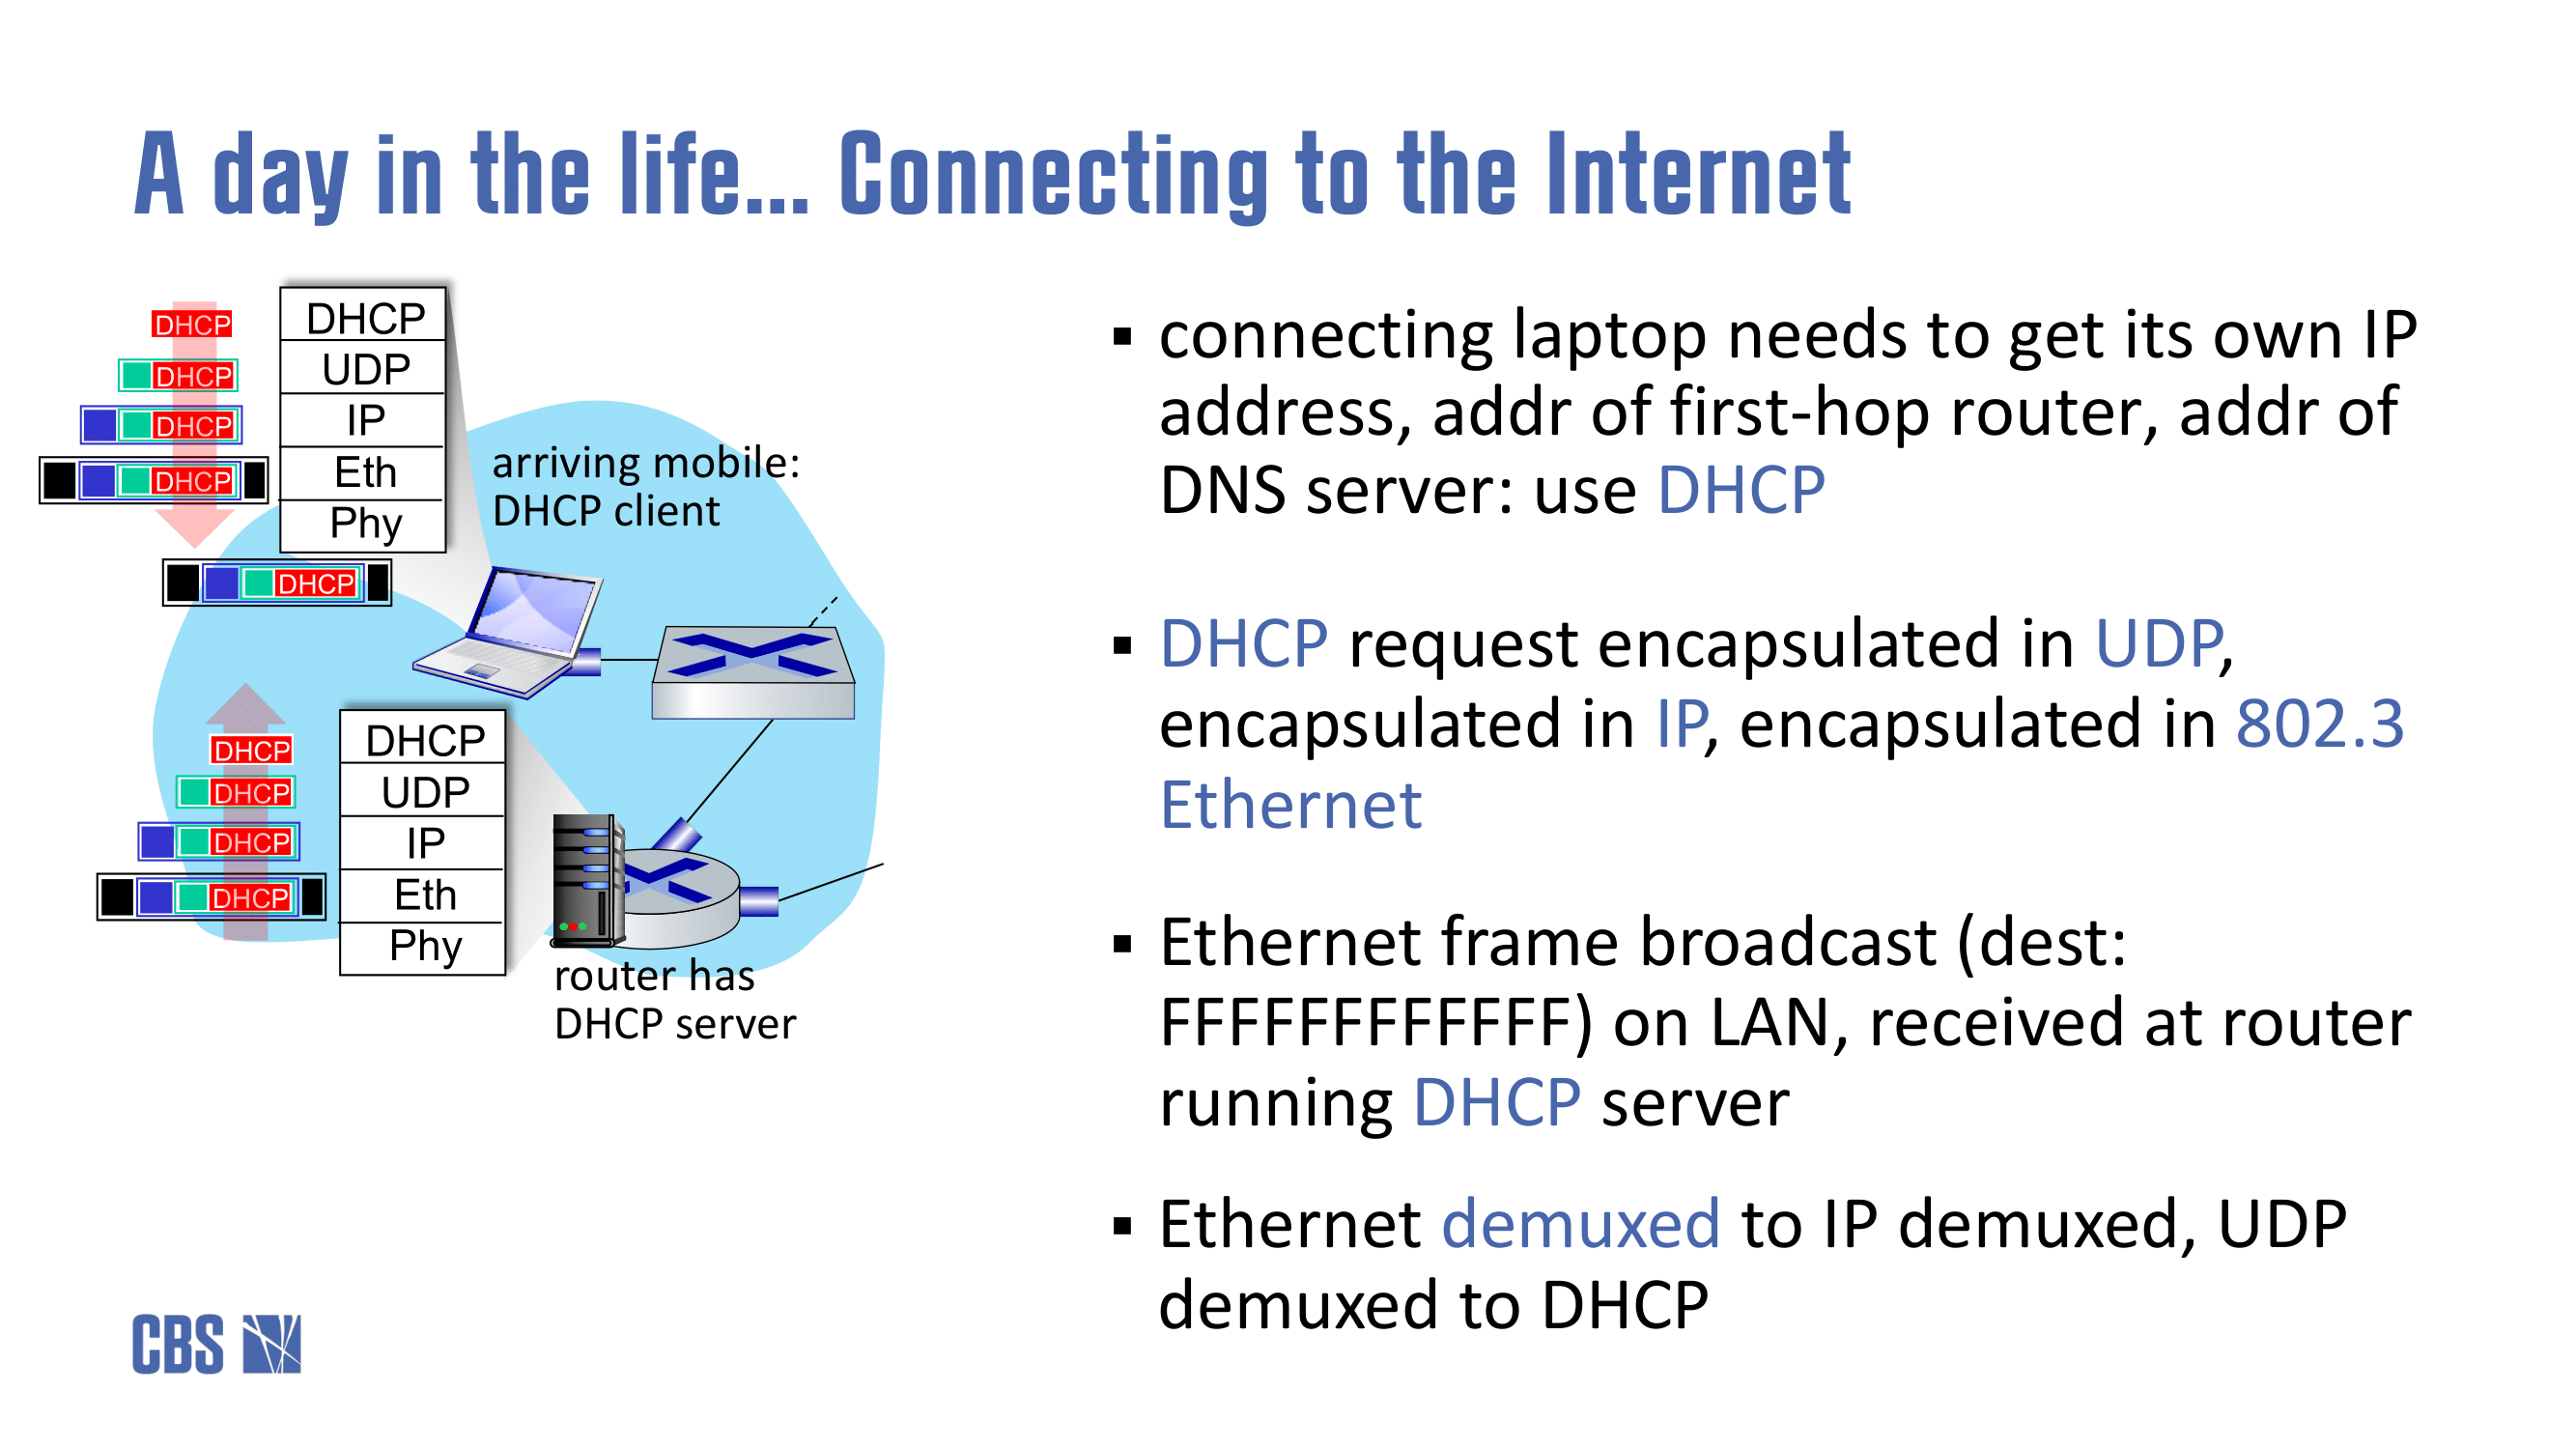 A day in the life... Connecting to the Internet
DHCP
DHCP
DHCP
DHCP
DHCP
DHCP
UDP
IP
Eth
Phy
arriving mobile:
DHCP client
DHCP
DHCP
DHCP
DHCP
DHCP
UDP
IP
Eth
Phy
router has
DHCP server
▪ connecting laptop needs to get its own IP
address, addr of first-hop router, addr of
DNS server: use DHCP
▪ DHCP request encapsulated in UDP,
encapsulated in IP, encapsulated in 802.3
Ethernet
▪ Ethernet frame broadcast (dest:
FFFFFFFFFFFF) on LAN, received at router
running DHCP server
▪ Ethernet demuxed to IP demuxed, UDP
demuxed to DHCP
CBS